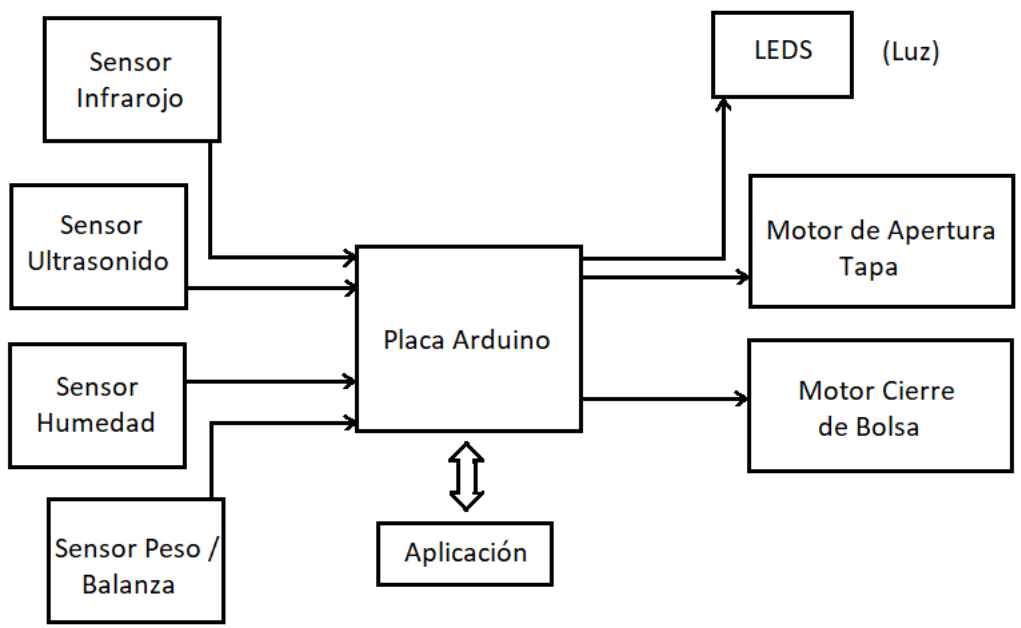 Sensor
Infrarojo
LEDS
(Luz)
Sensor
Ultrasonido
Motor de Apertura
Tapa
Placa Arduino
Sensor
Humedad
Motor Cierre
de Bolsa
Sensor Peso /
Balanza
Aplicación